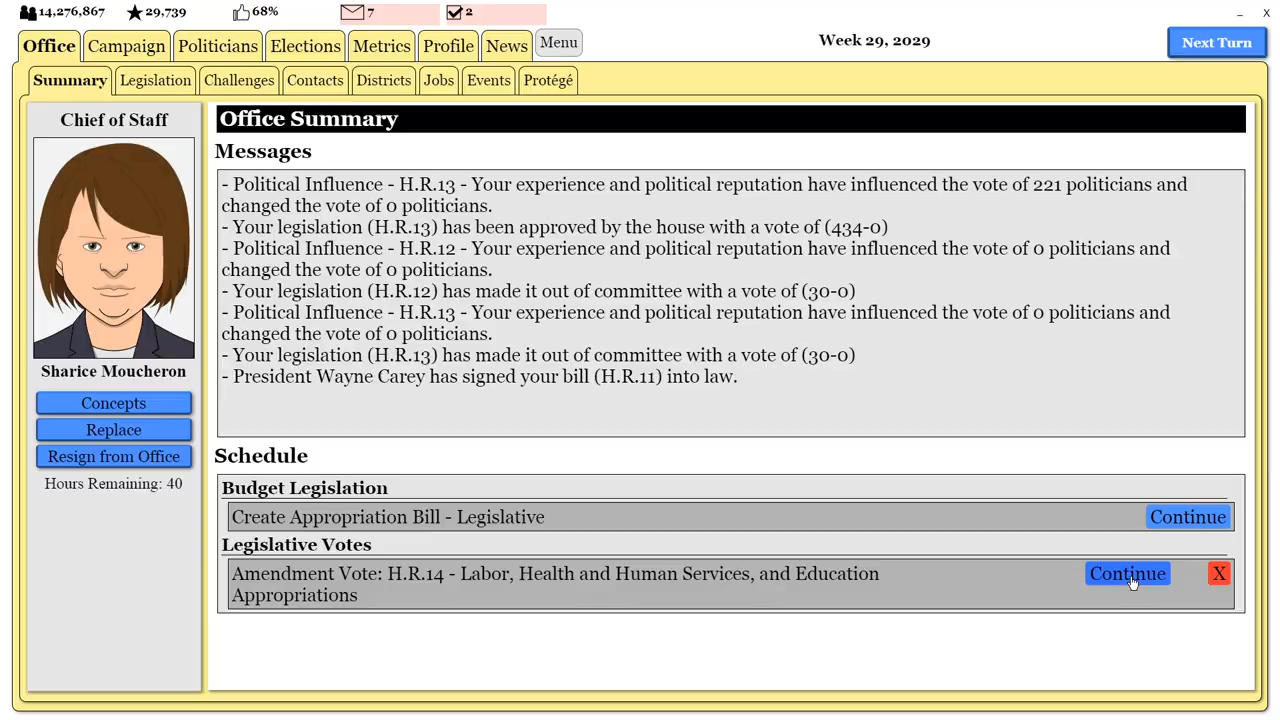 14,276,867 29,739 68% 7 2 _ X
Office Campaign Politicians Elections Metrics Profile News Menu Week 29, 2029 Next Turn
Summary Legislation Challenges Contacts Districts Jobs Events Protégé
Chief of Staff
Sharice Moucheron
Concepts
Replace
Resign from Office
Hours Remaining: 40
Office Summary
Messages
- Political Influence - H.R.13 - Your experience and political reputation have influenced the vote of 221 politicians and
changed the vote of 0 politicians.
- Your legislation (H.R.13) has been approved by the house with a vote of (434-0)
- Political Influence - H.R.12 - Your experience and political reputation have influenced the vote of 0 politicians and
changed the vote of 0 politicians.
- Your legislation (H.R.12) has made it out of committee with a vote of (30-0)
- Political Influence - H.R.13 - Your experience and political reputation have influenced the vote of 0 politicians and
changed the vote of 0 politicians.
- Your legislation (H.R.13) has made it out of committee with a vote of (30-0)
- President Wayne Carey has signed your bill (H.R.11) into law.
Schedule
Budget Legislation
Create Appropriation Bill - Legislative Continue
Legislative Votes
Amendment Vote: H.R.14 - Labor, Health and Human Services, and Education Continue X
Appropriations